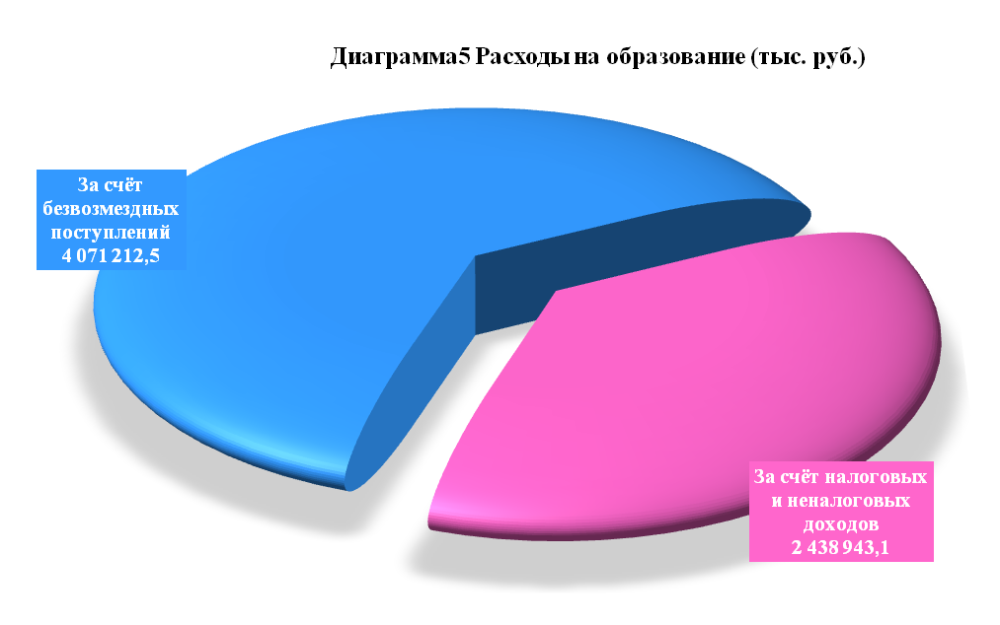 Диаграмма5 Расходы на образование (тыс. руб.)
За счёт
безвозмездных
поступлений
4 071 212,5
За счёт налоговых
и неналоговых
доходов
2 438 943,1